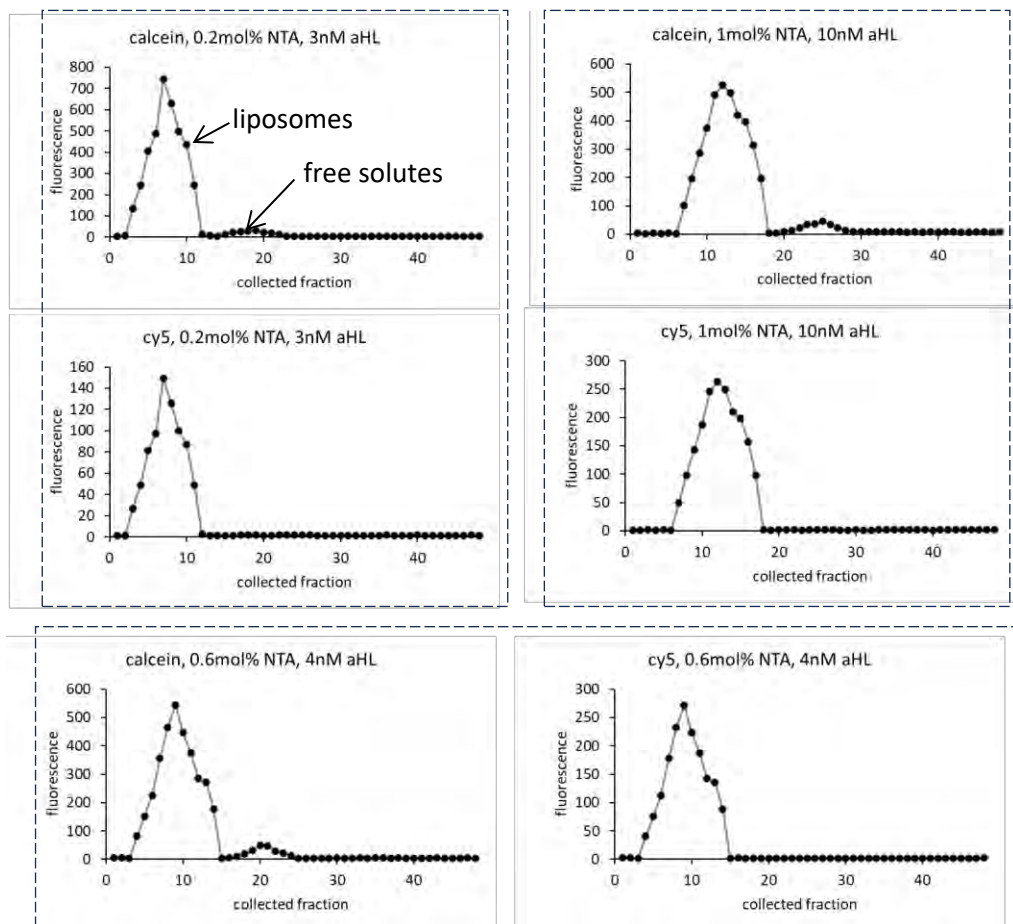 calcein, 0.2mol% NTA, 3nM aHL
800
700
600
500
400
300
200
100
0
fluorescence
liposomes
free solutes
0 10 20 30 40
collected fraction
calcein, 1mol% NTA, 10nM aHL
600
500
400
300
200
100
0
fluorescence
0 10 20 30 40
collected fraction
cy5, 0.2mol% NTA, 3nM aHL
160
140
120
100
80
60
40
20
0
fluorescence
0 10 20 30 40
collected fraction
cy5, 1mol% NTA, 10nM aHL
300
250
200
150
100
50
0
fluorescence
0 10 20 30 40
collected fraction
calcein, 0.6mol% NTA, 4nM aHL
600
500
400
300
200
100
0
fluorescence
0 10 20 30 40
collected fraction
cy5, 0.6mol% NTA, 4nM aHL
300
250
200
150
100
50
0
fluorescence
0 10 20 30 40
collected fraction